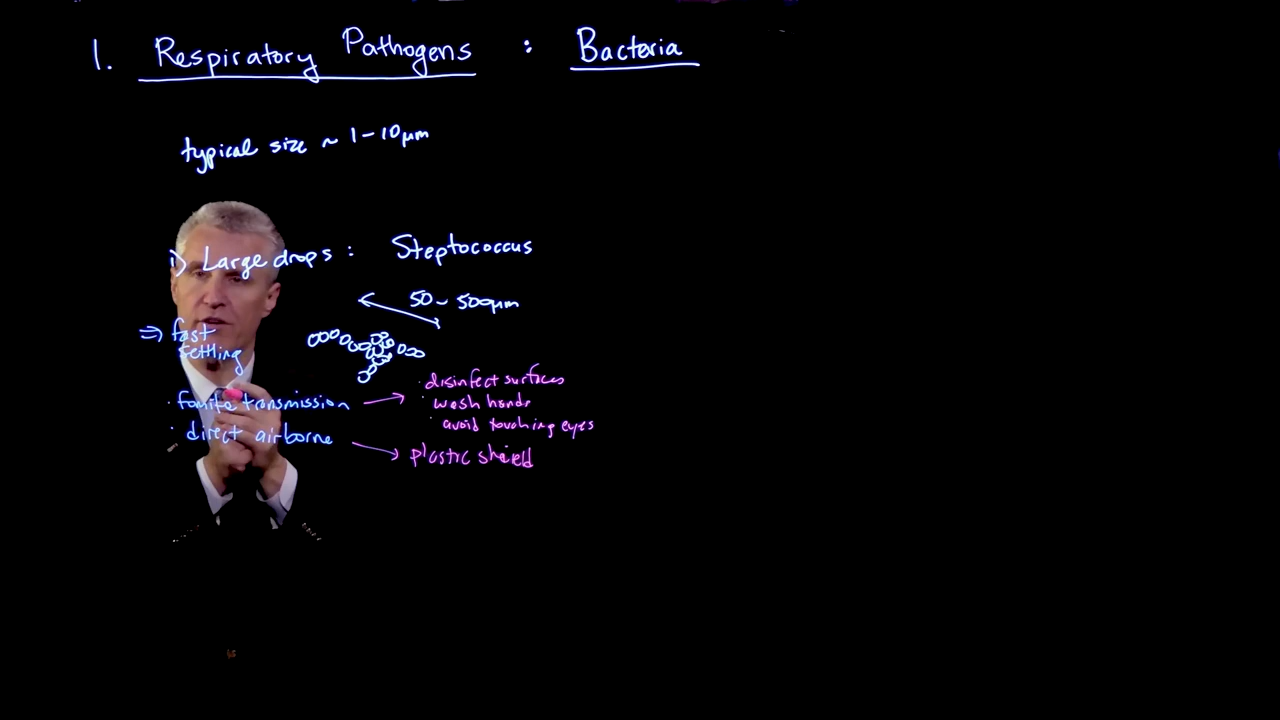 1. Respiratory Pathogens : Bacteria
typical size ~ 1-10μm
i) Large drops : Steptococcus
50 - 500μm
=> fast
settling
· fomite transmission
· disinfect surfaces
· wash hands
· avoid touching eyes
· direct airborne
plastic shield